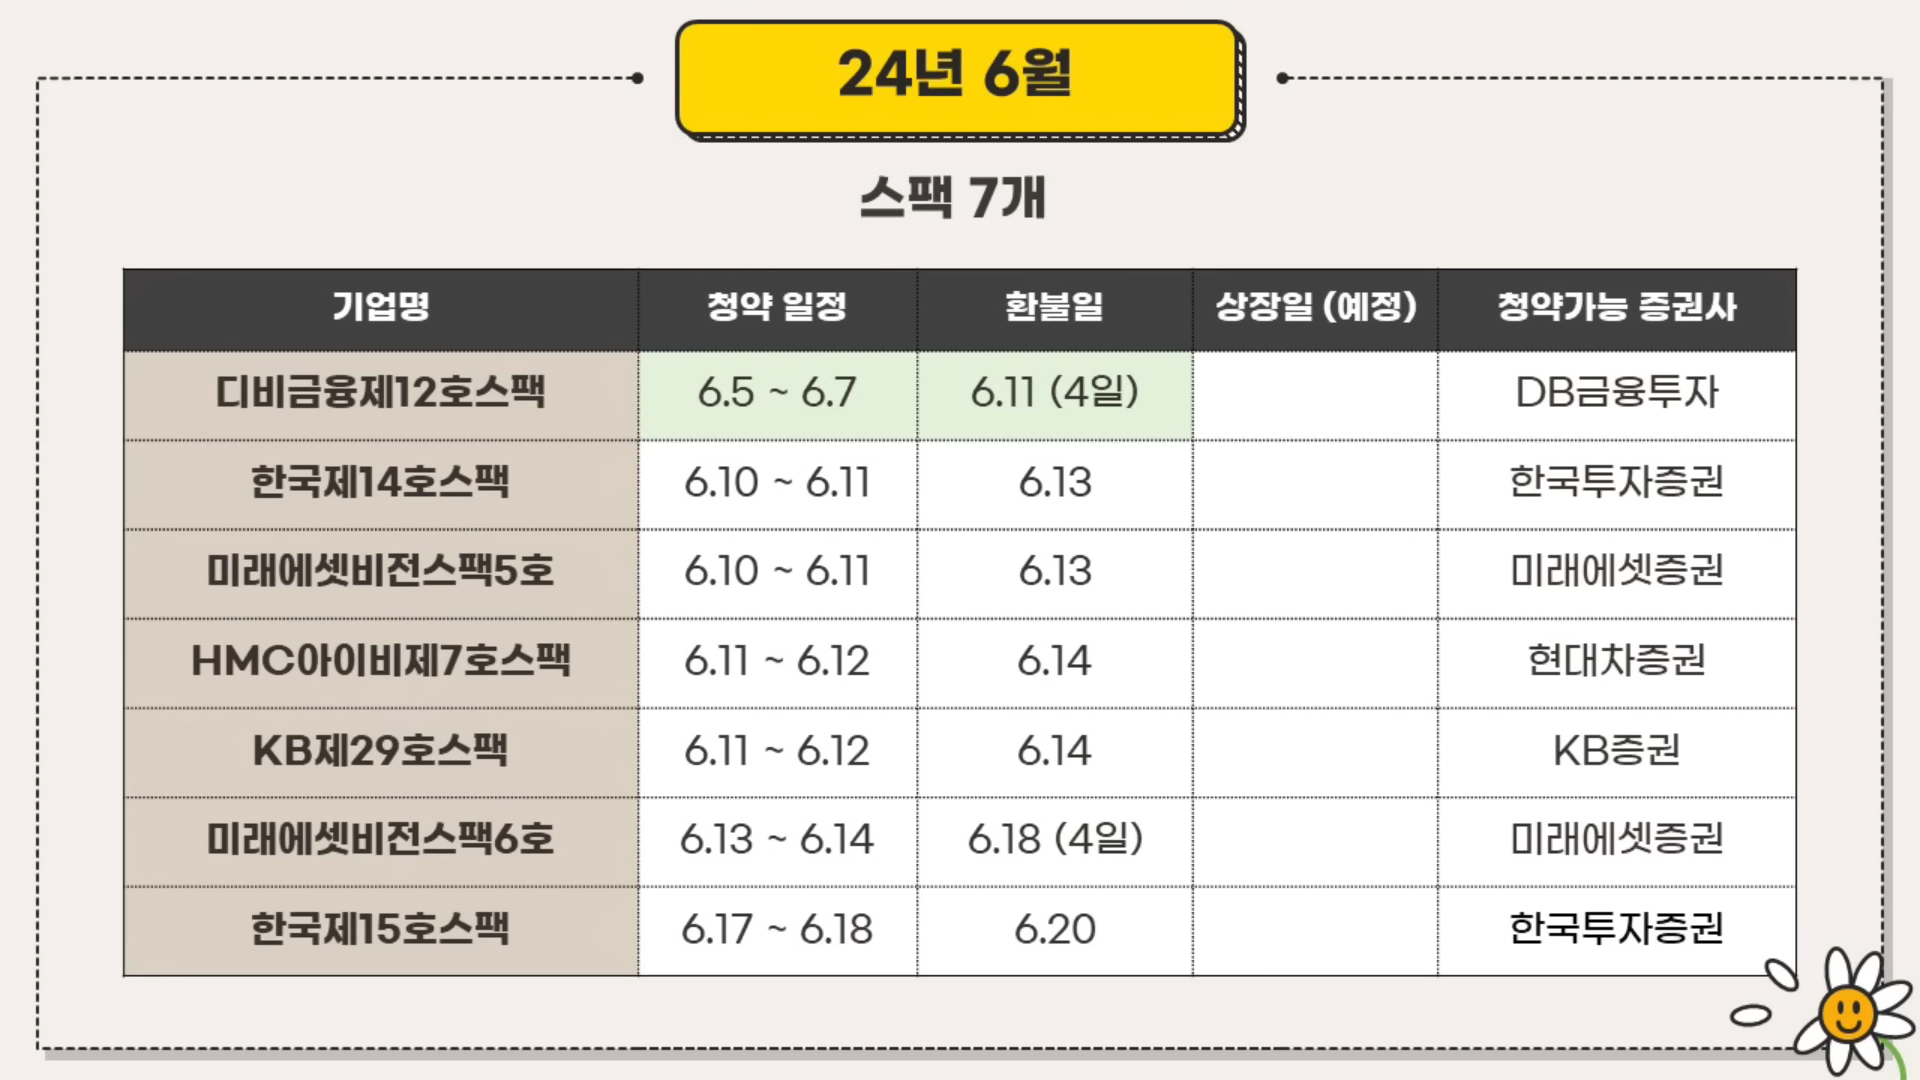 24년 6월
스팩 7개
기업명 청약 일정 환불일 상장일 (예정) 청약가능 증권사
디비금융제12호스팩 6.5 ~ 6.7 6.11 (4일) DB금융투자
한국제14호스팩 6.10 ~ 6.11 6.13 한국투자증권
미래에셋비전스팩5호 6.10 ~ 6.11 6.13 미래에셋증권
HMC아이비제7호스팩 6.11 ~ 6.12 6.14 현대차증권
KB제29호스팩 6.11 ~ 6.12 6.14 KB증권
미래에셋비전스팩6호 6.13 ~ 6.14 6.18 (4일) 미래에셋증권
한국제15호스팩 6.17 ~ 6.18 6.20 한국투자증권